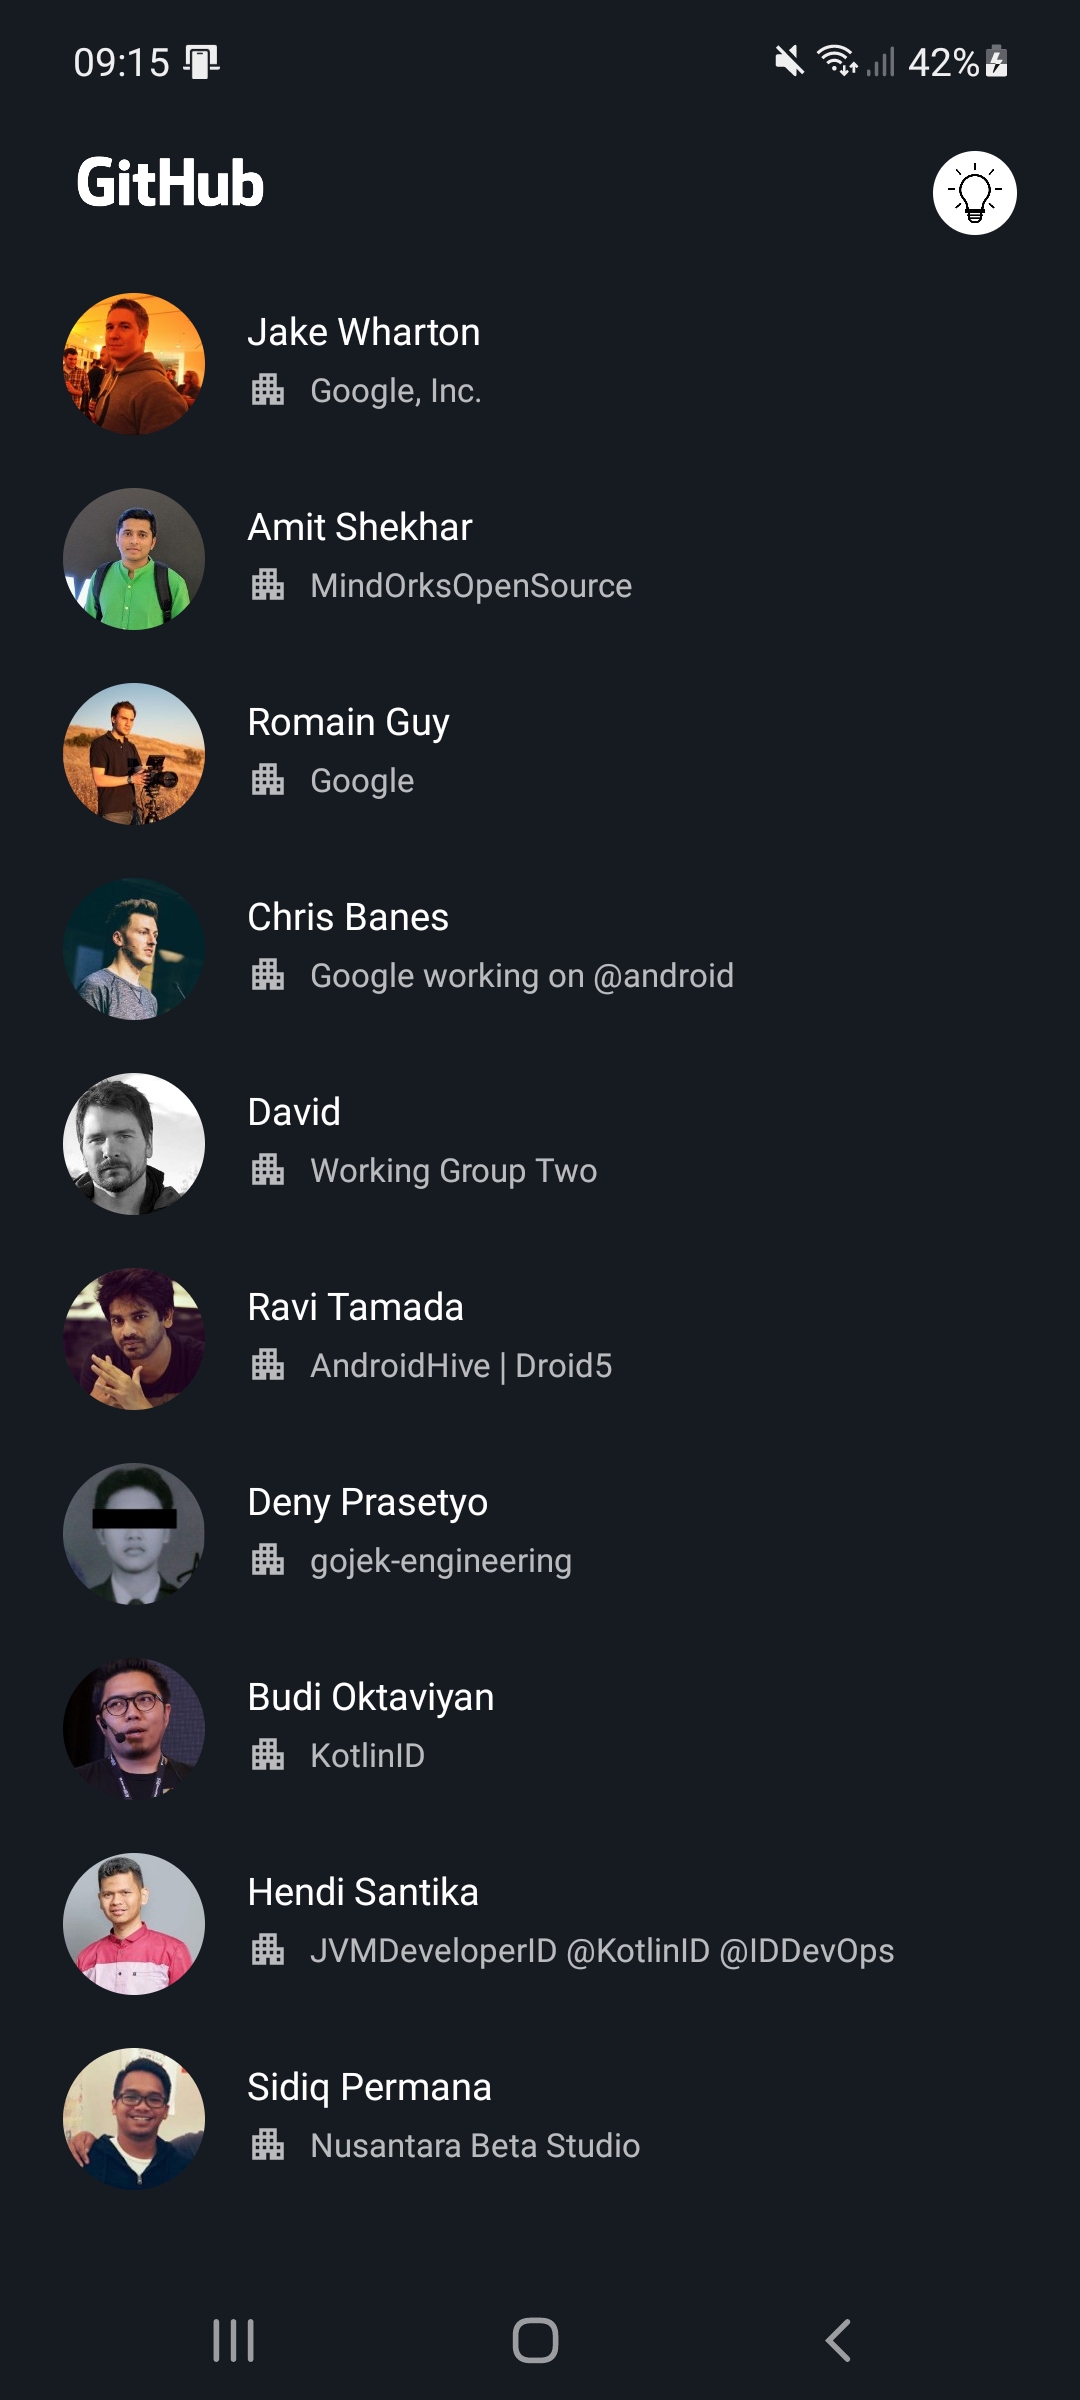 09:15
42%
GitHub
Jake Wharton
Google, Inc.
Amit Shekhar
MindOrksOpenSource
Romain Guy
Google
Chris Banes
Google working on @android
David
Working Group Two
Ravi Tamada
AndroidHive | Droid5
Deny Prasetyo
gojek-engineering
Budi Oktaviyan
KotlinID
Hendi Santika
JVMDeveloperID @KotlinID @IDDevOps
Sidiq Permana
Nusantara Beta Studio